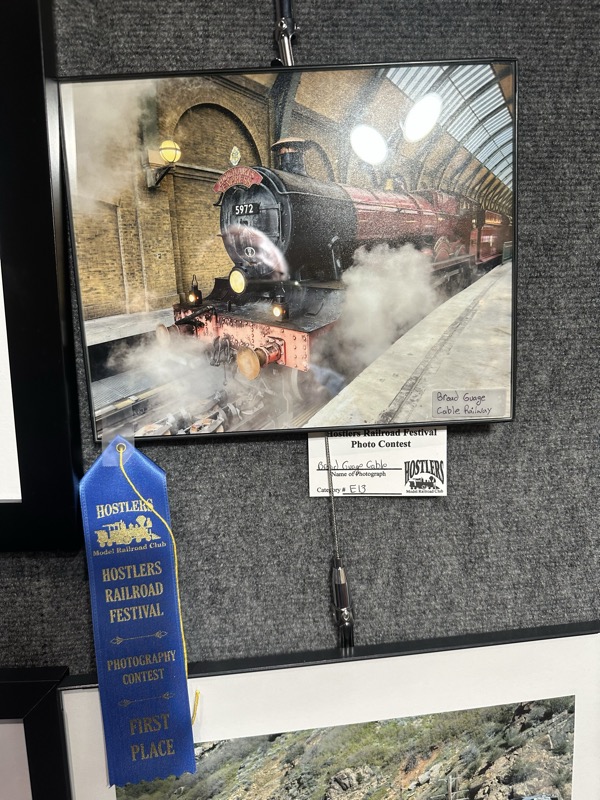 5972
Broad Guage
Cable Railway
Hostlers Railroad Festival
Photo Contest
Broad Guage Cable
Name of Photograph
Category # E13
HOSTLERS
Model Railroad Club
HOSTLERS
Model Railroad Club
HOSTLERS
RAILROAD
FESTIVAL
PHOTOGRAPHY
CONTEST
FIRST
PLACE